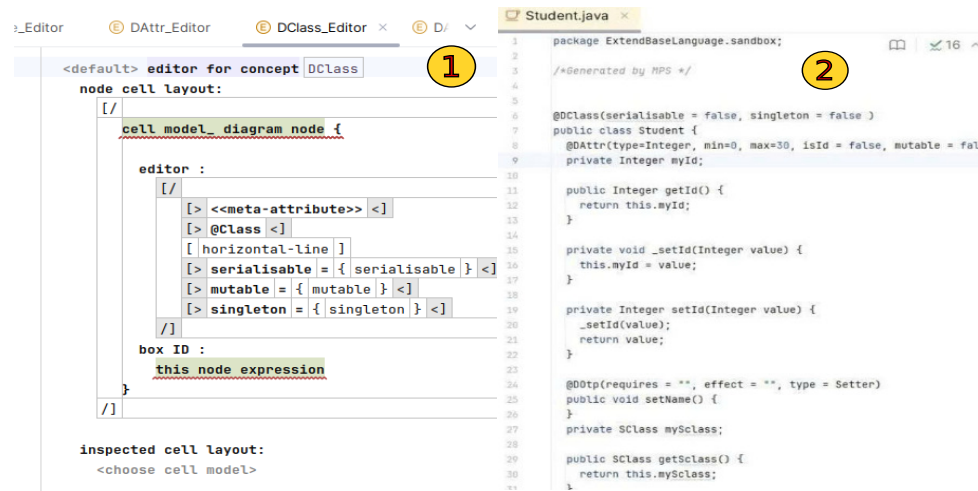 e_Editor DAttr_Editor DClass_Editor × D
1
<default> editor for concept DClass
node cell layout:
[/
cell model_ diagram node {
editor :
[/
[> <<meta-attribute>> <]
[> @Class <]
[ horizontal-line ]
[> serialisable = { serialisable } <]
[> mutable = { mutable } <]
[> singleton = { singleton } <]
/]
box ID :
this node expression
}
/]
inspected cell layout:
<choose cell model>
Student.java ×
2
16
1 package ExtendBaseLanguage.sandbox;
2
3 /*Generated by MPS */
4
5
6 @DClass(serialisable = false, singleton = false )
7 public class Student {
8 @DAttr(type=Integer, min=0, max=30, isId = false, mutable = fal
9 private Integer myId;
10
11 public Integer getId() {
12 return this.myId;
13 }
14
15 private void _setId(Integer value) {
16 this.myId = value;
17 }
18
19 private Integer setId(Integer value) {
20 _setId(value);
21 return value;
22 }
23
24 @DOtp(requires = "", effect = "", type = Setter)
25 public void setName() {
26 }
27 private SClass mySclass;
28
29 public SClass getSclass() {
30 return this.mySclass;
31 }